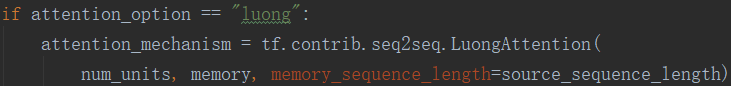 if attention_option == "luong":
    attention_mechanism = tf.contrib.seq2seq.LuongAttention(
        num_units, memory, memory_sequence_length=source_sequence_length)